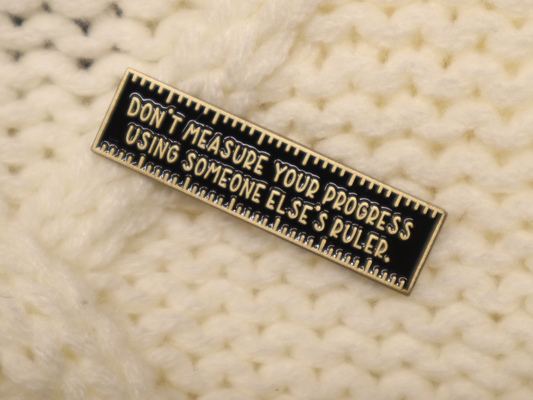 DON'T MEASURE YOUR PROGRESS
USING SOMEONE ELSE'S RULER.